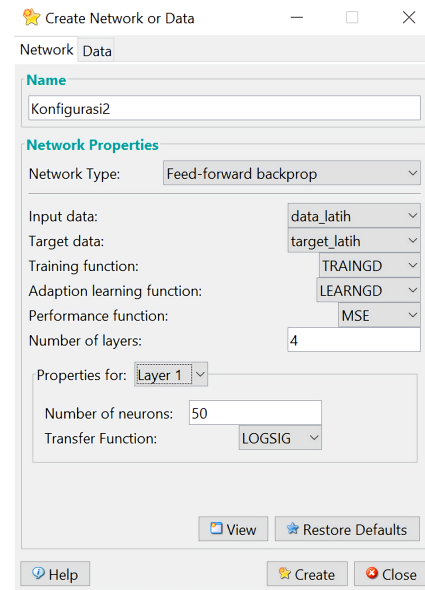 Create Network or Data
Network Data
Name
Konfigurasi2
Network Properties
Network Type: Feed-forward backprop
Input data: data_latih
Target data: target_latih
Training function: TRAINGD
Adaption learning function: LEARNGD
Performance function: MSE
Number of layers: 4
Properties for: Layer 1
Number of neurons: 50
Transfer Function: LOGSIG
View Restore Defaults
Help Create Close